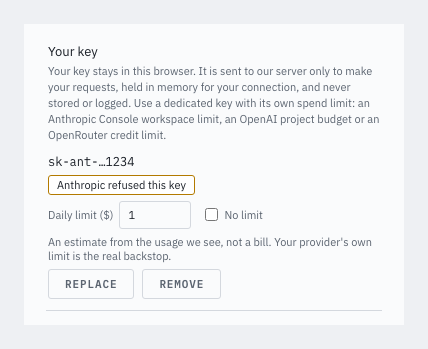 Your key
Your key stays in this browser. It is sent to our server only to make
your requests, held in memory for your connection, and never
stored or logged. Use a dedicated key with its own spend limit: an
Anthropic Console workspace limit, an OpenAI project budget or an
OpenRouter credit limit.
sk-ant-…1234
Anthropic refused this key
Daily limit ($) 1 No limit
An estimate from the usage we see, not a bill. Your provider's own
limit is the real backstop.
REPLACE REMOVE